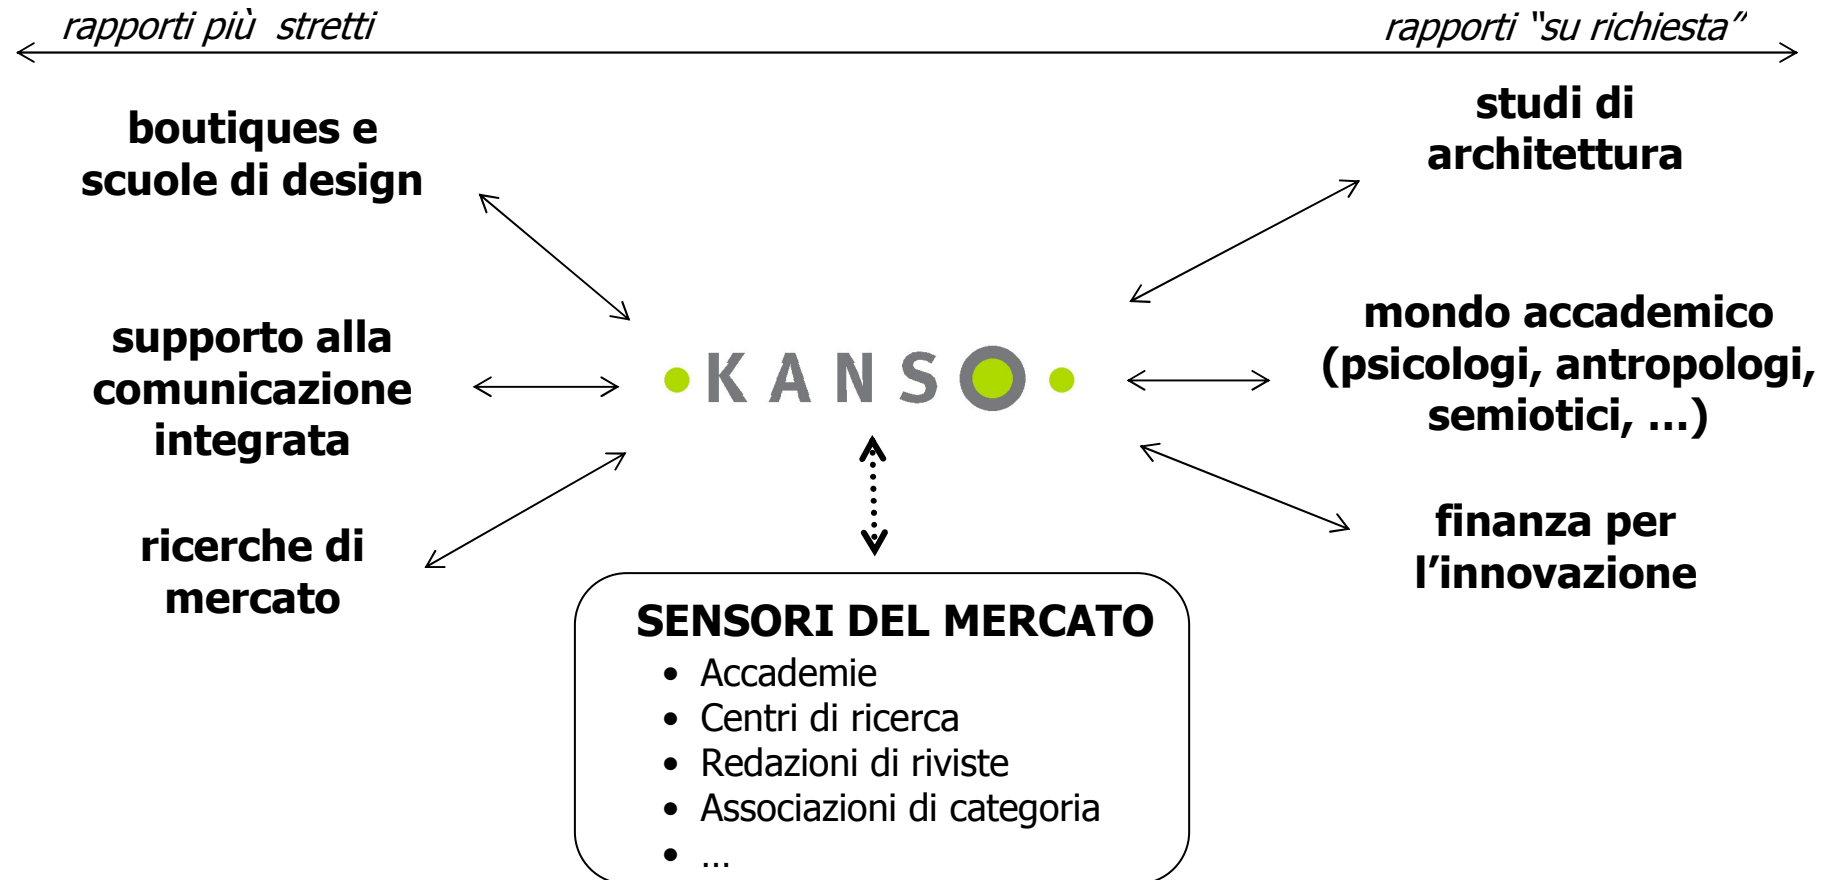 rapporti più stretti
rapporti “su richiesta”
boutiques e
scuole di design
studi di
architettura
supporto alla
comunicazione
integrata
• KANSO •
mondo accademico
(psicologi, antropologi,
semiotici, …)
ricerche di
mercato
finanza per
l’innovazione
SENSORI DEL MERCATO
• Accademie
• Centri di ricerca
• Redazioni di riviste
• Associazioni di categoria
• …